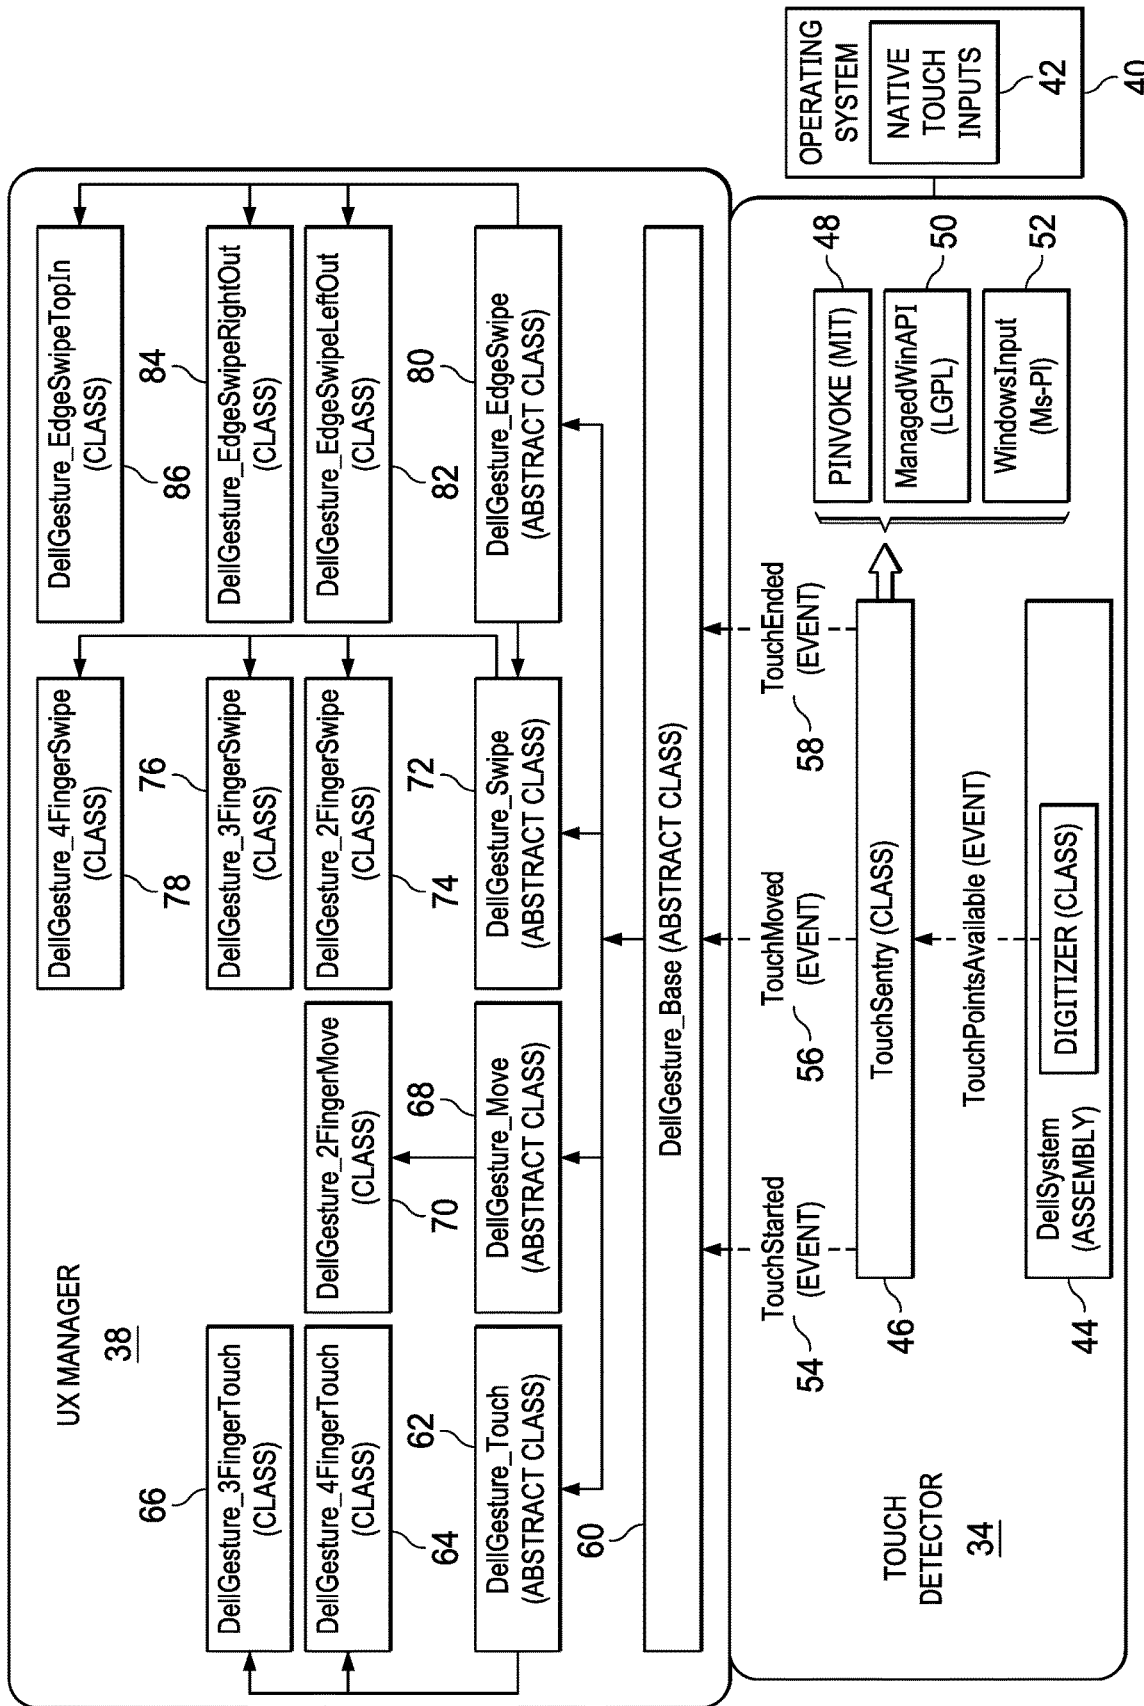 UX MANAGER
38
DellGesture_3FingerTouch
(CLASS)
66
DellGesture_4FingerTouch
(CLASS)
64
DellGesture_Touch
(ABSTRACT CLASS)
62
DellGesture_2FingerMove
(CLASS)
70
DellGesture_Move
(ABSTRACT CLASS)
68
DellGesture_4FingerSwipe
(CLASS)
78
DellGesture_3FingerSwipe
(CLASS)
76
DellGesture_2FingerSwipe
(CLASS)
74
DellGesture_Swipe
(ABSTRACT CLASS)
72
DellGesture_EdgeSwipeTopIn
(CLASS)
86
DellGesture_EdgeSwipeRightOut
(CLASS)
84
DellGesture_EdgeSwipeLeftOut
(CLASS)
82
DellGesture_EdgeSwipe
(ABSTRACT CLASS)
80
60
DellGesture_Base (ABSTRACT CLASS)
TouchStarted
(EVENT)
54
TouchMoved
(EVENT)
56
TouchEnded
(EVENT)
58
TouchSentry (CLASS)
46
TouchPointsAvailable (EVENT)
DellSystem
(ASSEMBLY)
DIGITIZER (CLASS)
44
PINVOKE (MIT)
48
ManagedWinAPI
(LGPL)
50
WindowsInput
(Ms-PI)
52
TOUCH
DETECTOR
34
OPERATING
SYSTEM
NATIVE
TOUCH
INPUTS
42
40